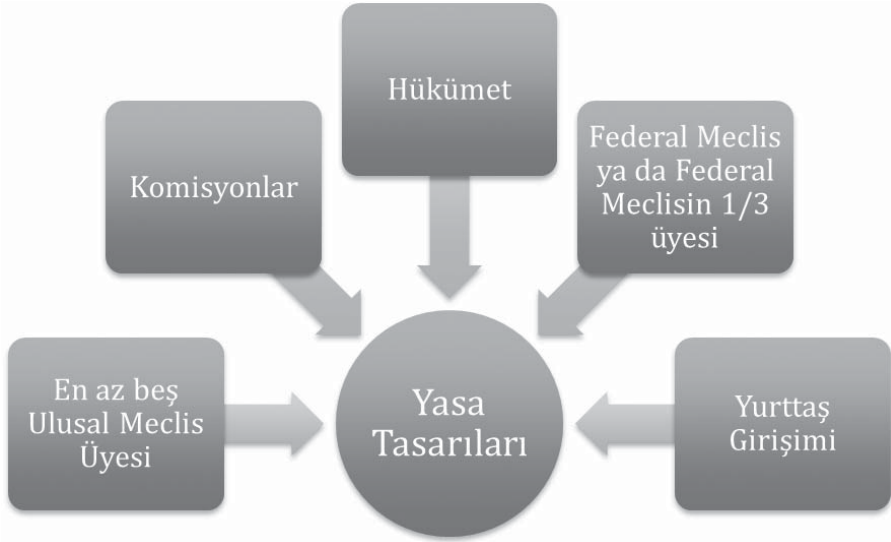 Hükümet
Komisyonlar
Federal Meclis
ya da Federal
Meclisin 1/3
üyesi
En az beş
Ulusal Meclis
Üyesi
Yasa
Tasarıları
Yurttaş
Girişimi